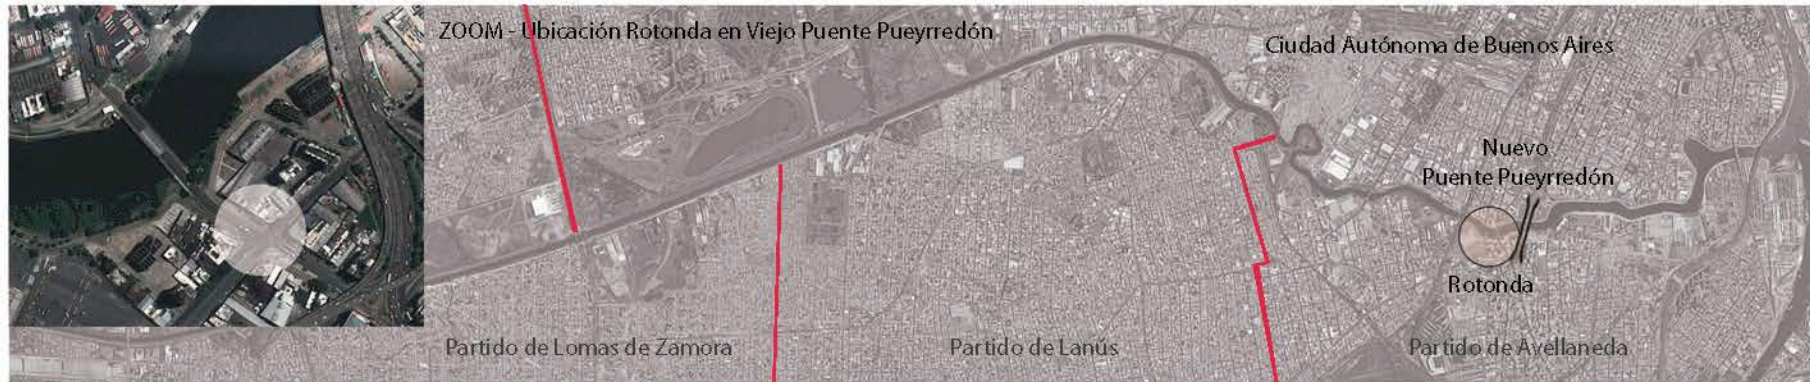 ZOOM - Ubicación Rotonda en Viejo Puente Pueyrredón
Ciudad Autónoma de Buenos Aires
Nuevo
Puente Pueyrredón
Rotonda
Partido de Lomas de Zamora
Partido de Lanús
Partido de Avellaneda